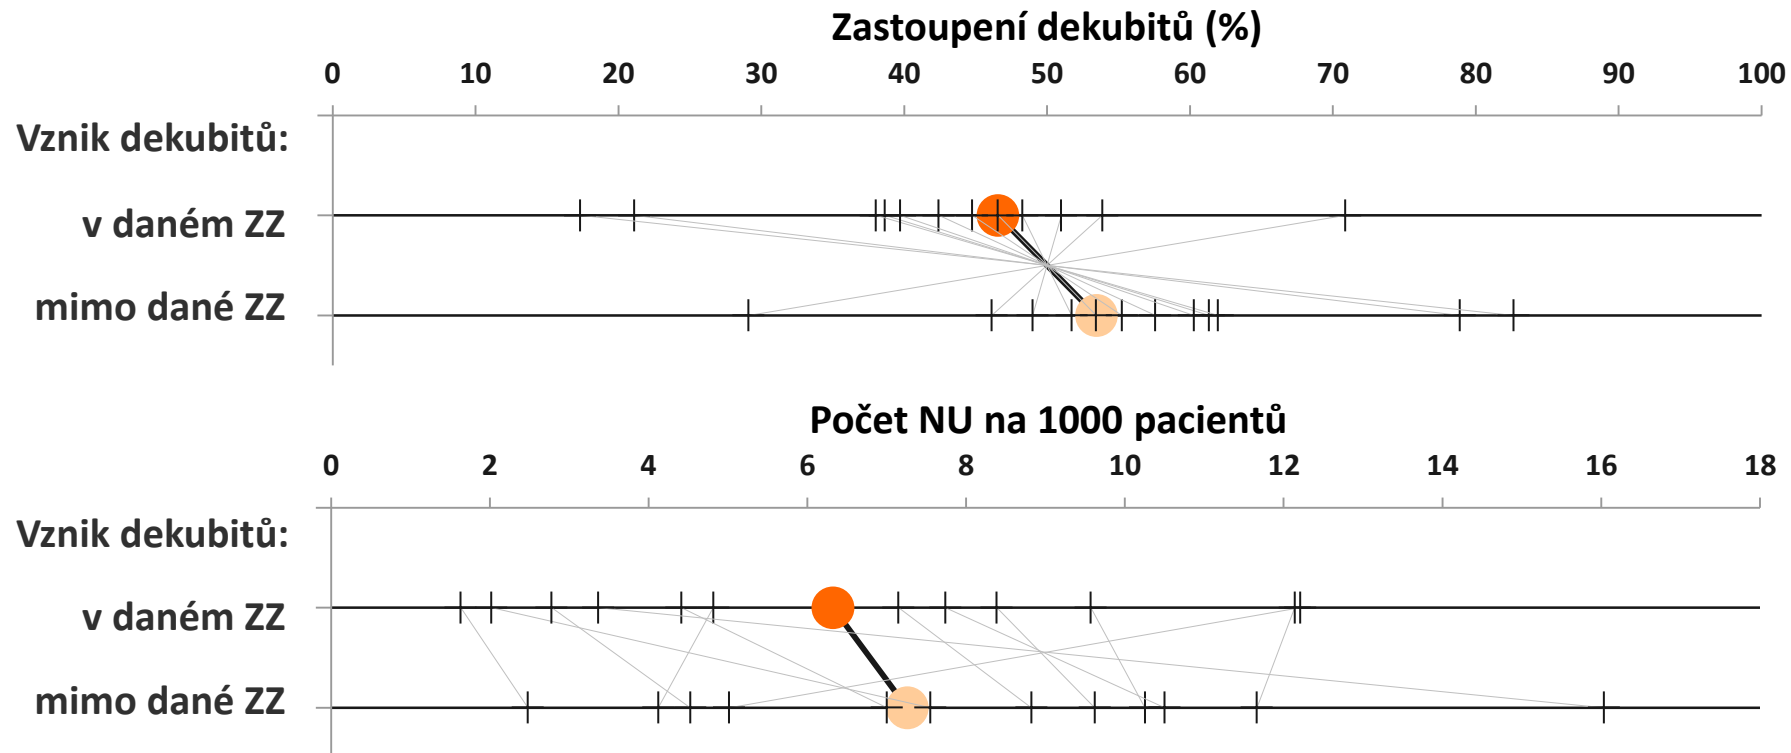 Zastoupení dekubitů (%)
0 10 20 30 40 50 60 70 80 90 100
Vznik dekubitů:
v daném ZZ
mimo dané ZZ
Počet NU na 1000 pacientů
0 2 4 6 8 10 12 14 16 18
Vznik dekubitů:
v daném ZZ
mimo dané ZZ